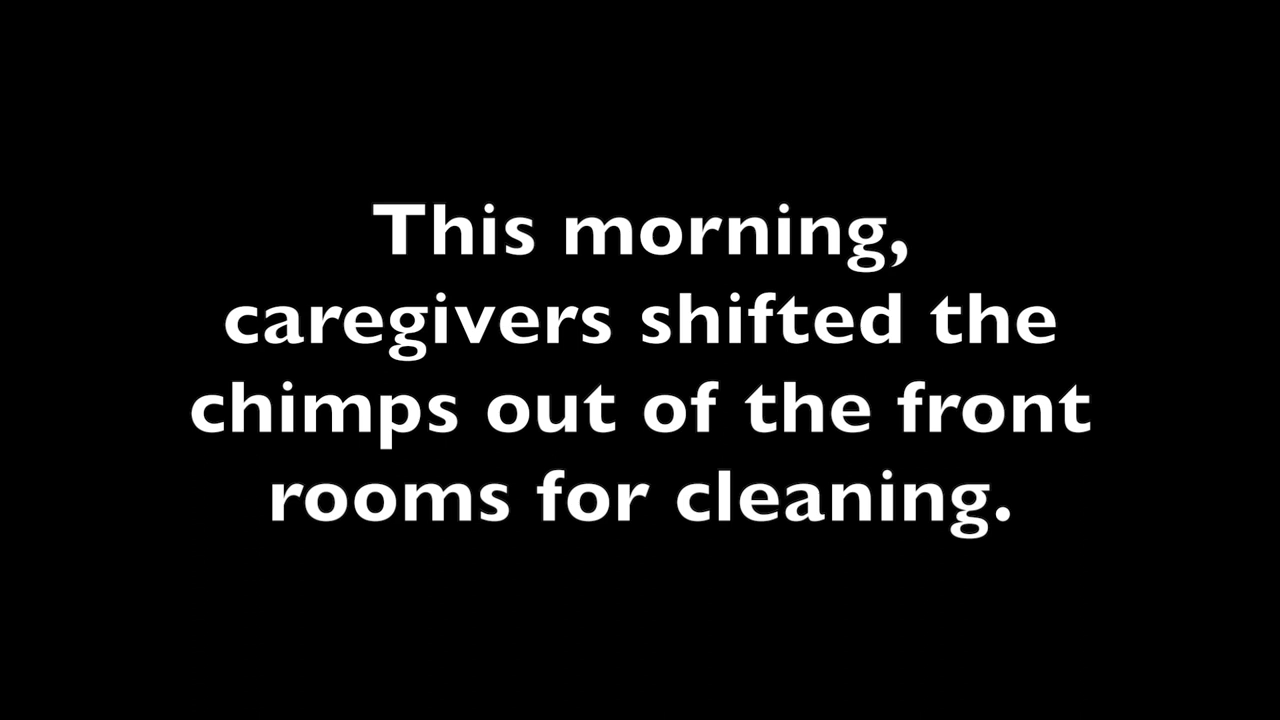 This morning,
caregivers shifted the
chimps out of the front
rooms for cleaning.